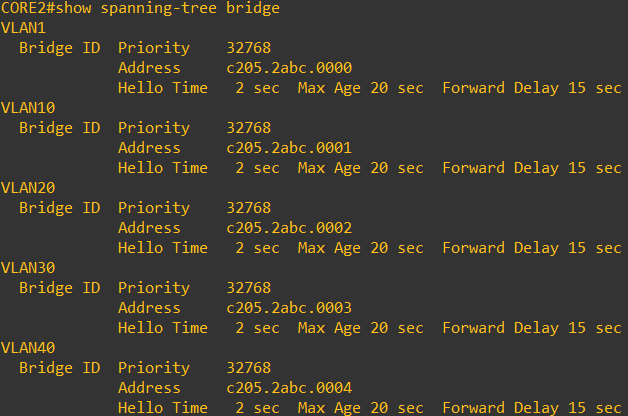 CORE2#show spanning-tree bridge
VLAN1
  Bridge ID  Priority    32768
             Address     c205.2abc.0000
             Hello Time   2 sec  Max Age 20 sec  Forward Delay 15 sec
VLAN10
  Bridge ID  Priority    32768
             Address     c205.2abc.0001
             Hello Time   2 sec  Max Age 20 sec  Forward Delay 15 sec
VLAN20
  Bridge ID  Priority    32768
             Address     c205.2abc.0002
             Hello Time   2 sec  Max Age 20 sec  Forward Delay 15 sec
VLAN30
  Bridge ID  Priority    32768
             Address     c205.2abc.0003
             Hello Time   2 sec  Max Age 20 sec  Forward Delay 15 sec
VLAN40
  Bridge ID  Priority    32768
             Address     c205.2abc.0004
             Hello Time   2 sec  Max Age 20 sec  Forward Delay 15 sec